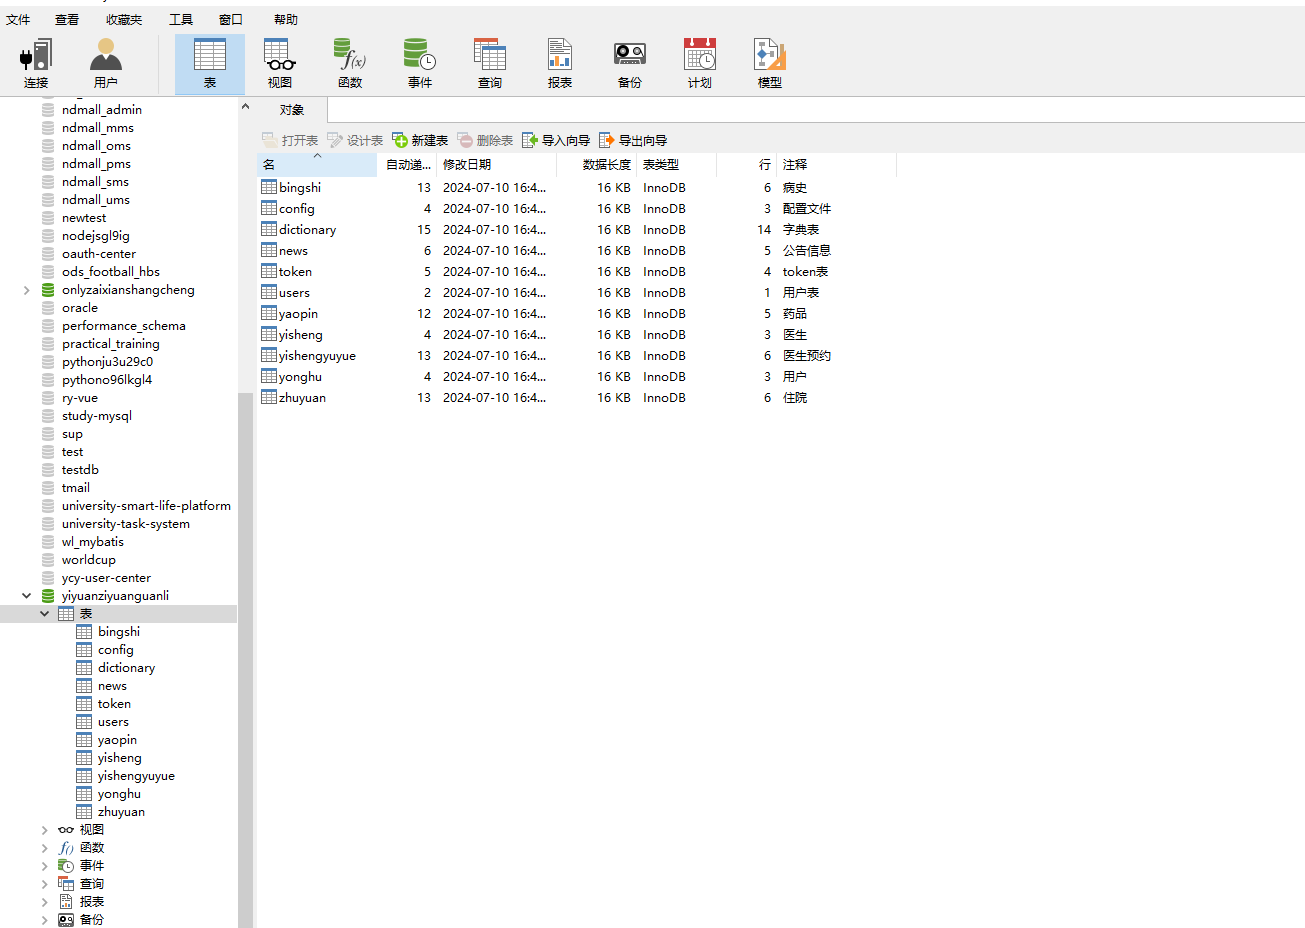 文件 查看 收藏夹 工具 窗口 帮助
连接 用户 表 视图 函数 事件 查询 报表 备份 计划 模型
ndmall_admin
ndmall_mms
ndmall_oms
ndmall_pms
ndmall_sms
ndmall_ums
newtest
nodejsgl9ig
oauth-center
ods_football_hbs
onlyzaixianshangcheng
oracle
performance_schema
practical_training
pythonju3u29c0
pythono96lkgl4
ry-vue
study-mysql
sup
test
testdb
tmail
university-smart-life-platform
university-task-system
wl_mybatis
worldcup
ycy-user-center
yiyuanziyuanguanli
表
bingshi
config
dictionary
news
token
users
yaopin
yisheng
yishengyuyue
yonghu
zhuyuan
视图
函数
事件
查询
报表
备份
对象
打开表 设计表 新建表 删除表 导入向导 导出向导
名 自动递... 修改日期 数据长度 表类型 行 注释
bingshi 13 2024-07-10 16:4... 16 KB InnoDB 6 病史
config 4 2024-07-10 16:4... 16 KB InnoDB 3 配置文件
dictionary 15 2024-07-10 16:4... 16 KB InnoDB 14 字典表
news 6 2024-07-10 16:4... 16 KB InnoDB 5 公告信息
token 5 2024-07-10 16:4... 16 KB InnoDB 4 token表
users 2 2024-07-10 16:4... 16 KB InnoDB 1 用户表
yaopin 12 2024-07-10 16:4... 16 KB InnoDB 5 药品
yisheng 4 2024-07-10 16:4... 16 KB InnoDB 3 医生
yishengyuyue 13 2024-07-10 16:4... 16 KB InnoDB 6 医生预约
yonghu 4 2024-07-10 16:4... 16 KB InnoDB 3 用户
zhuyuan 13 2024-07-10 16:4... 16 KB InnoDB 6 住院